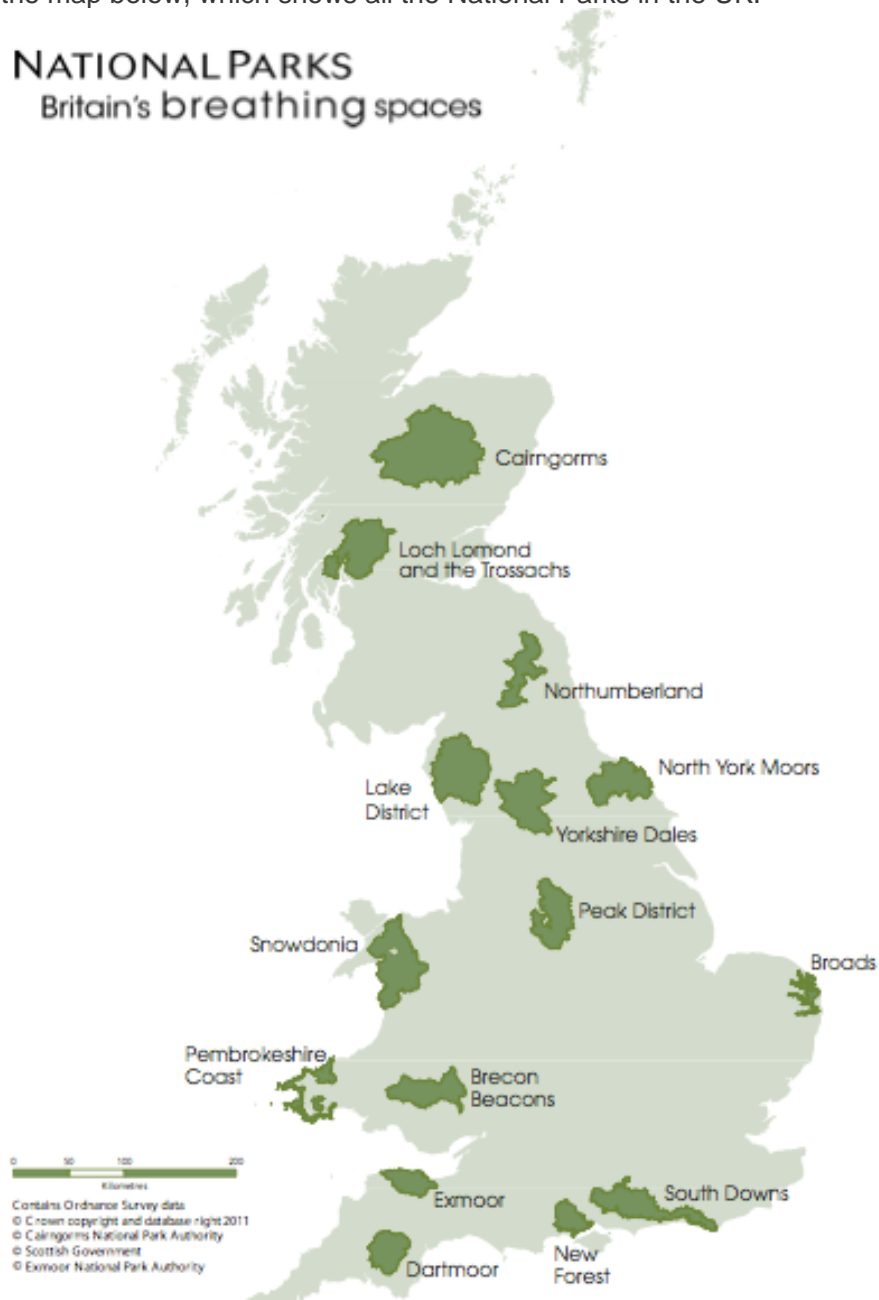 the map below, which shows all the National Parks in the UK.
NATIONAL PARKS
Britain's breathing spaces
Cairngorms
Loch Lomond
and the Trossachs
Northumberland
North York Moors
Lake
District
Yorkshire Dales
Peak District
Snowdonia
Broads
Pembrokeshire
Coast
Brecon
Beacons
0 50 100 200
Kilometres
Exmoor
South Downs
New
Forest
Dartmoor
Contains Ordnance Survey data
© Crown copyright and database right 2011
© Cairngorms National Park Authority
© Scottish Government
© Exmoor National Park Authority